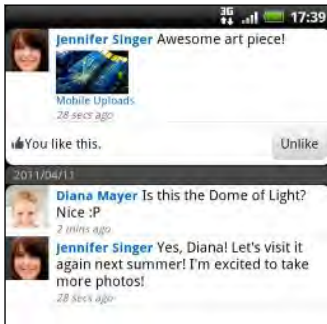 3G 17:39
Jennifer Singer Awesome art piece!
Mobile Uploads
28 secs ago
You like this. Unlike
2011/04/11
Diana Mayer Is this the Dome of Light?
Nice :P
2 mins ago
Jennifer Singer Yes, Diana! Let's visit it
again next summer! I'm excited to take
more photos!
28 secs ago